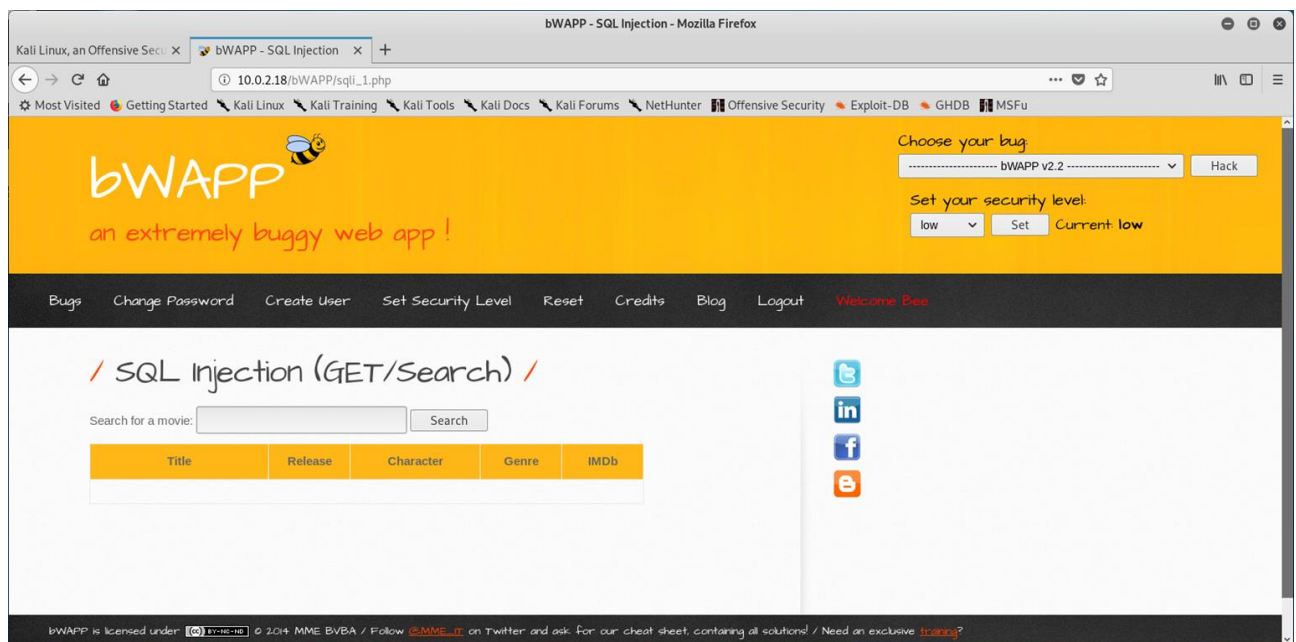 bWAPP - SQL Injection - Mozilla Firefox
Kali Linux, an Offensive Secu
bWAPP - SQL Injection
10.0.2.18/bWAPP/sqli_1.php
Most Visited Getting Started Kali Linux Kali Training Kali Tools Kali Docs Kali Forums NetHunter Offensive Security Exploit-DB GHDB MSFu
bWAPP
an extremely buggy web app !
Choose your bug:
---------------------- bWAPP v2.2 ----------------------- Hack
Set your security level:
low Set Current: low
Bugs Change Password Create User Set Security Level Reset Credits Blog Logout Welcome Bee
/ SQL Injection (GET/Search) /
Search for a movie: Search
Title Release Character Genre IMDb
bWAPP is licensed under (cc) BY-NC-ND © 2014 MME BVBA / Follow @MME_IT on Twitter and ask for our cheat sheet, containing all solutions! / Need an exclusive training?